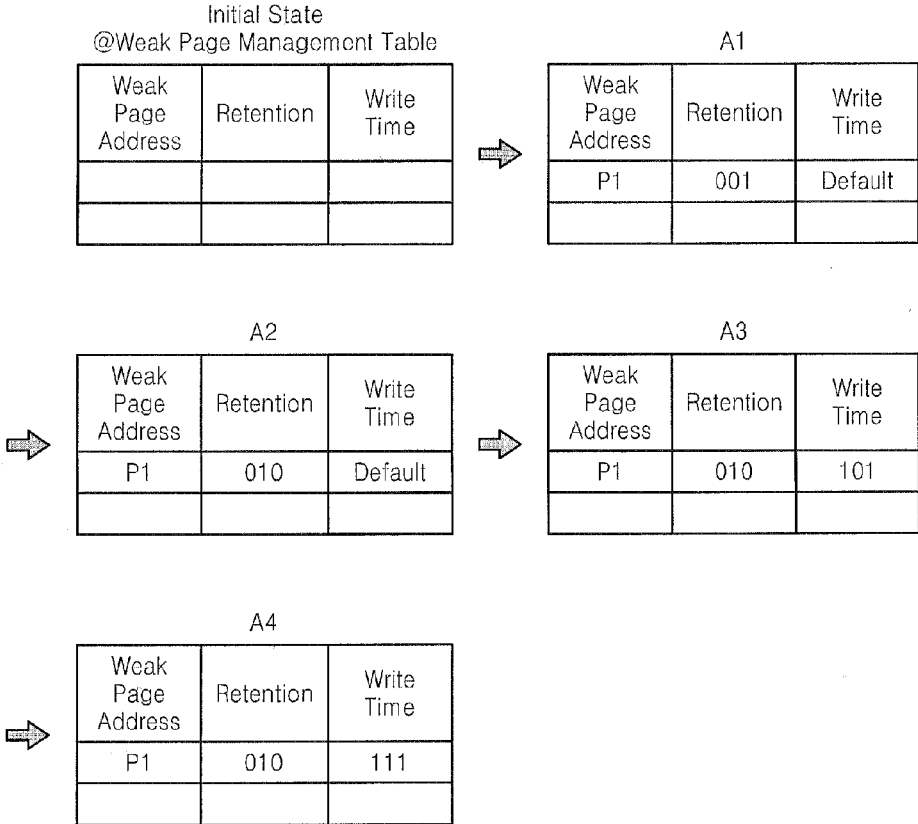 Initial State
@Weak Page Management Table
Weak
Page
Address
Retention
Write
Time
A1
Weak
Page
Address
Retention
Write
Time
P1
001
Default
A2
Weak
Page
Address
Retention
Write
Time
P1
010
Default
A3
Weak
Page
Address
Retention
Write
Time
P1
010
101
A4
Weak
Page
Address
Retention
Write
Time
P1
010
111